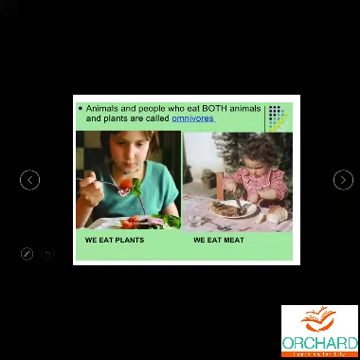 Animals and people who eat BOTH animals
and plants are called omnivores
WE EAT PLANTS
WE EAT MEAT
ORCHARD